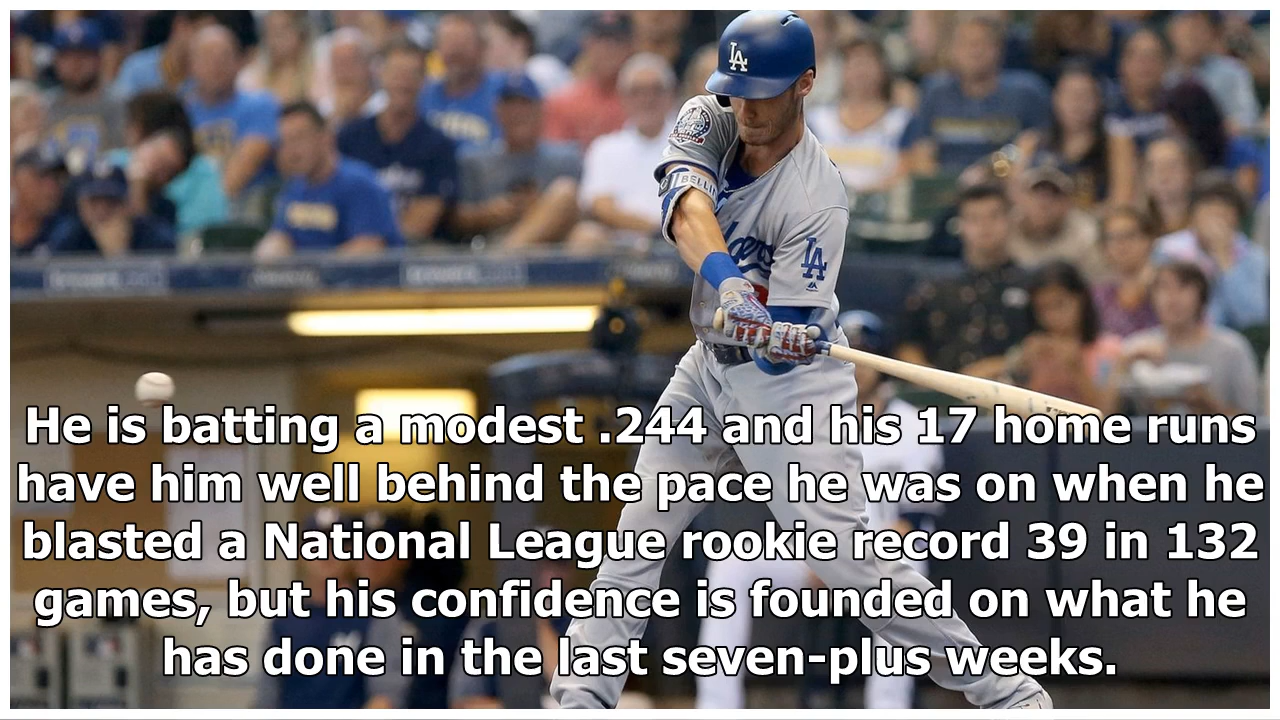 LA
BELLIN
LA
He is batting a modest .244 and his 17 home runs
have him well behind the pace he was on when he
blasted a National League rookie record 39 in 132
games, but his confidence is founded on what he
has done in the last seven-plus weeks.